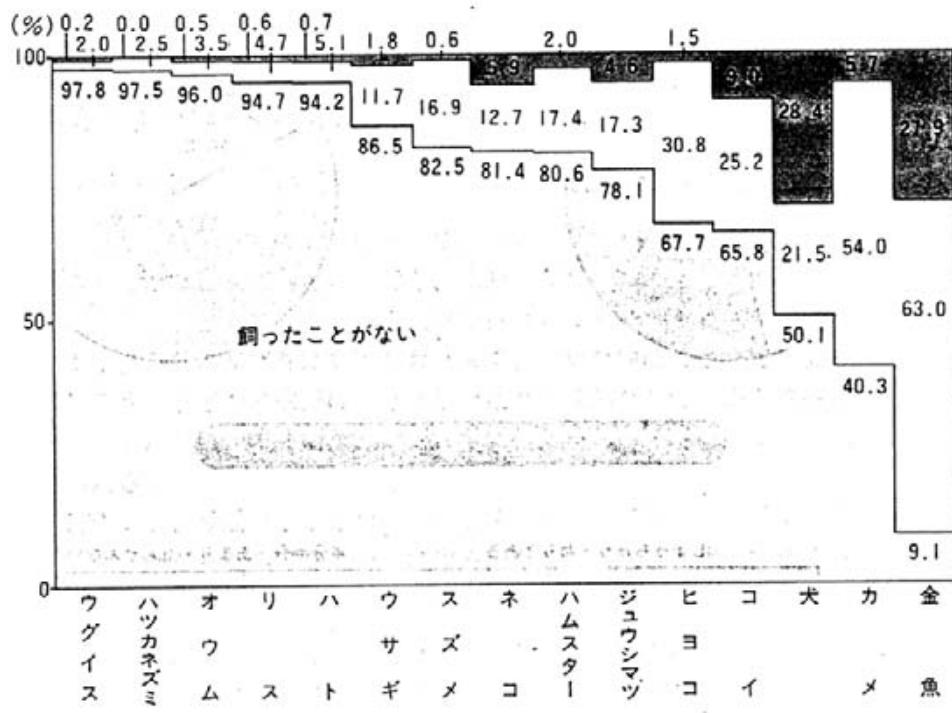 (%) 0.2 0.0 0.5 0.6 0.7
2.0 2.5 3.5 4.7 5.1 1.8 0.6 2.0 1.5
100
5.9 4.6 9.0 28.4 5.7 27.9
97.8 97.5 96.0 94.7 94.2 11.7 16.9 12.7 17.4 17.3 30.8 25.2
86.5 82.5 81.4 80.6 78.1
67.7 65.8 21.5 54.0
63.0
50
飼ったことがない
50.1
40.3
9.1
0
ウグイス
ハツカネズミ
オウム
リス
ハト
ウサギ
スズメ
ネコ
ハムスター
ジュウシマツ
ヒヨコ
コイ
犬
カメ
金魚